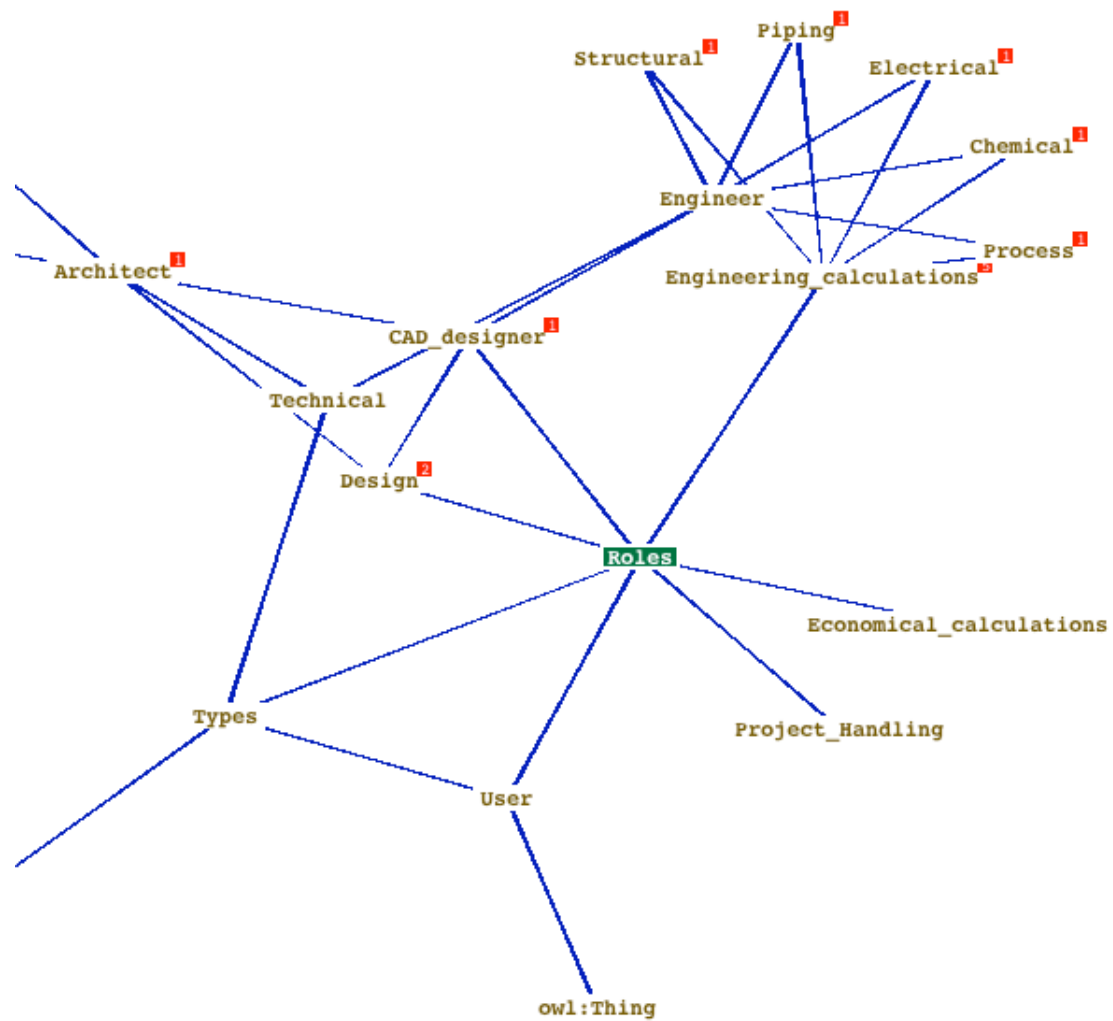 Piping 1
Structural 1
Electrical 1
Chemical 1
Engineer
Process 1
Architect 1
Engineering_calculations 5
CAD_designer 1
Technical
Design 2
Roles
Economical_calculations
Types
Project_Handling
User
owl:Thing